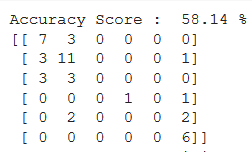 Accuracy Score :  58.14 %
[[ 7  3  0  0  0  0]
 [ 3 11  0  0  0  1]
 [ 3  3  0  0  0  0]
 [ 0  0  0  1  0  1]
 [ 0  2  0  0  0  2]
 [ 0  0  0  0  0  6]]